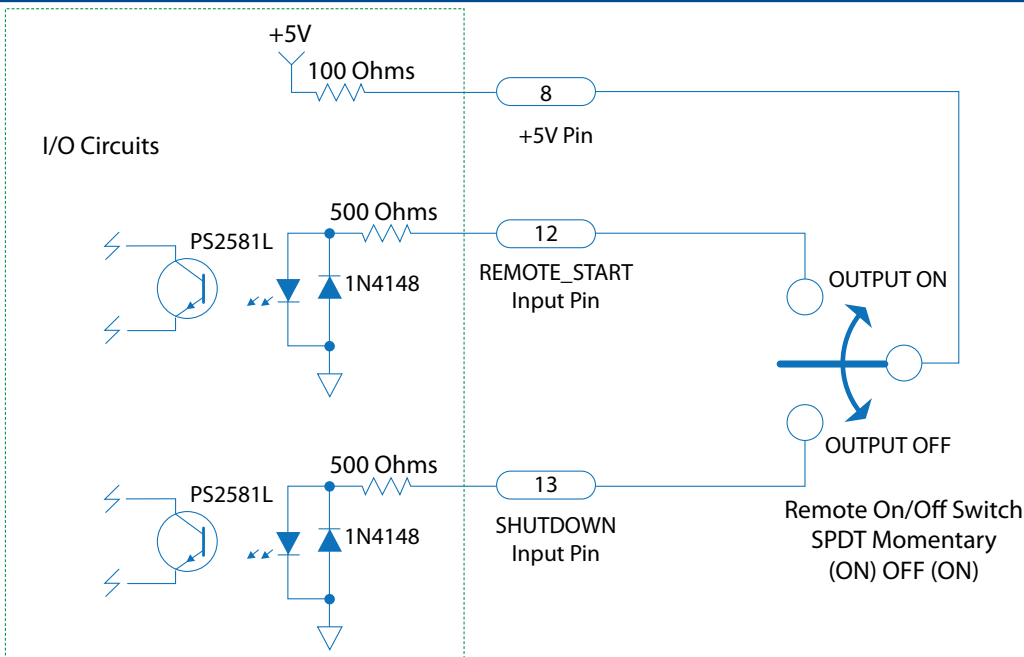 +5V
100 Ohms
8
+5V Pin
I/O Circuits
500 Ohms
PS2581L
12
1N4148
REMOTE_START
Input Pin
OUTPUT ON
OUTPUT OFF
500 Ohms
PS2581L
13
1N4148
SHUTDOWN
Input Pin
Remote On/Off Switch
SPDT Momentary
(ON) OFF (ON)